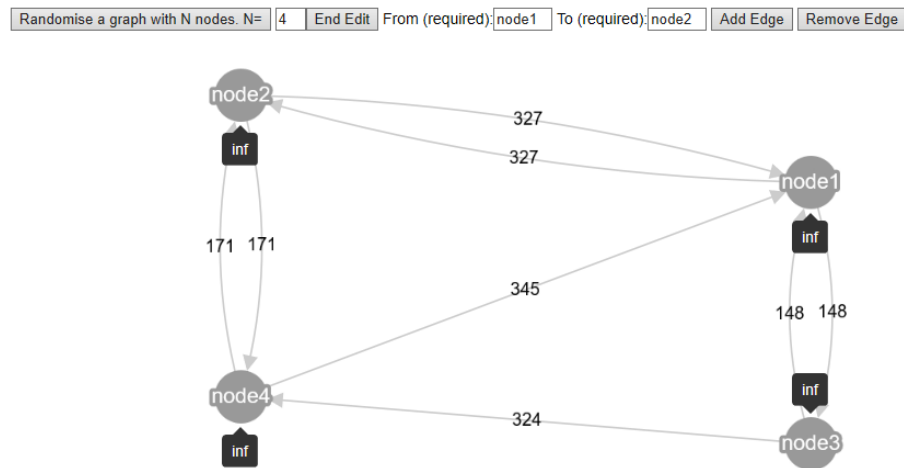 Randomise a graph with N nodes. N= 4 End Edit From (required): node1 To (required): node2 Add Edge Remove Edge
node2
327
inf
327
node1
inf
171 171
345
148 148
inf
node4
324
node3
inf